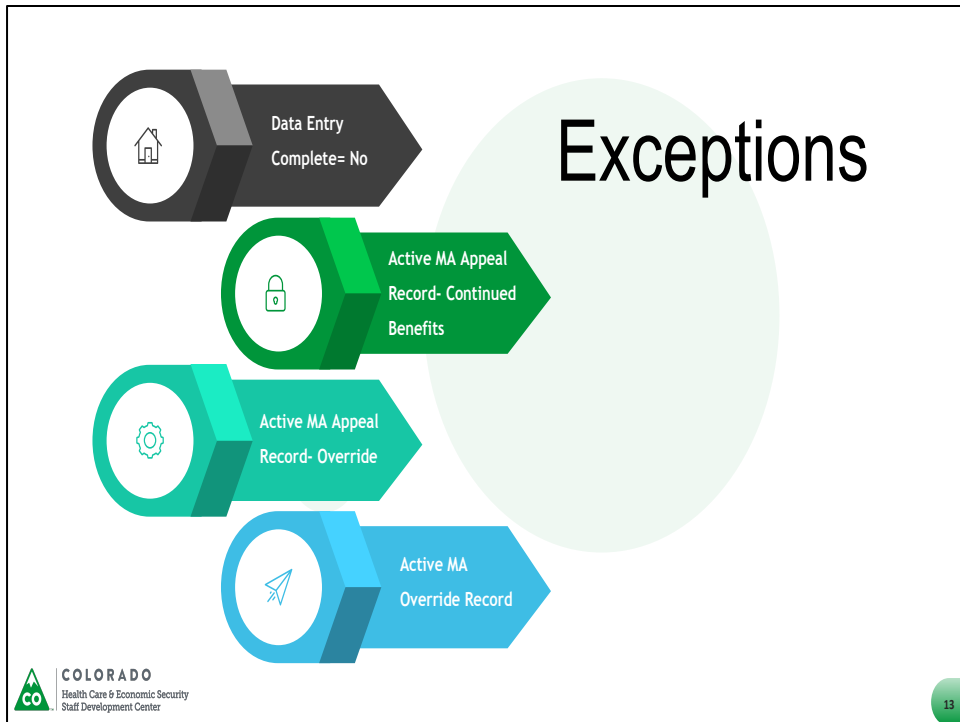 Exceptions
Data Entry
Complete= No
Active MA Appeal
Record- Continued
Benefits
Active MA Appeal
Record- Override
Active MA
Override Record
CO
COLORADO
Health Care & Economic Security
Staff Development Center
13